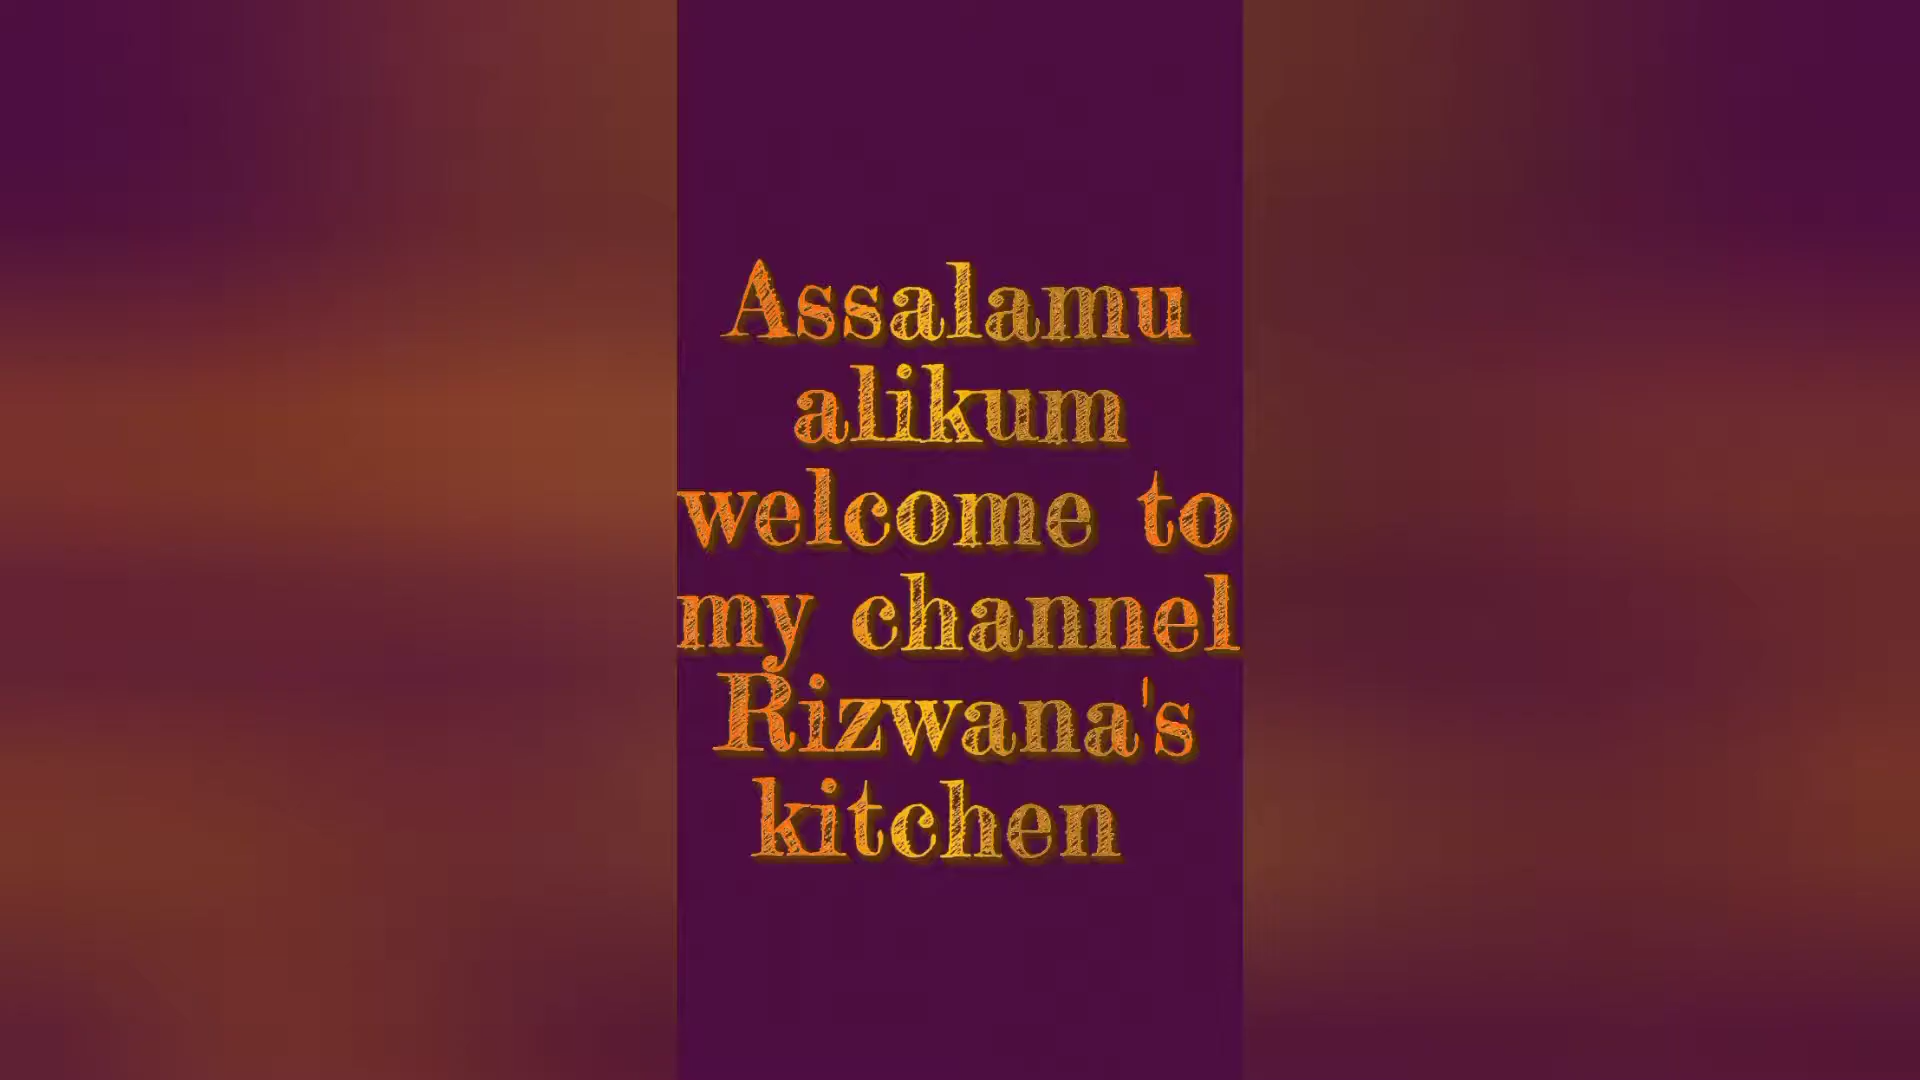 Assalamu
alikum
welcome to
my channel
Rizwana's
kitchen